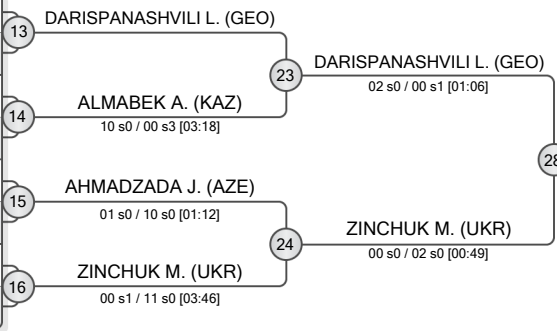 DARISPANASHVILI L. (GEO)
13
23
DARISPANASHVILI L. (GEO)
02 s0 / 00 s1 [01:06]
ALMABEK A. (KAZ)
14
10 s0 / 00 s3 [03:18]
28
AHMADZADA J. (AZE)
15
01 s0 / 10 s0 [01:12]
24
ZINCHUK M. (UKR)
00 s0 / 02 s0 [00:49]
ZINCHUK M. (UKR)
16
00 s1 / 11 s0 [03:46]